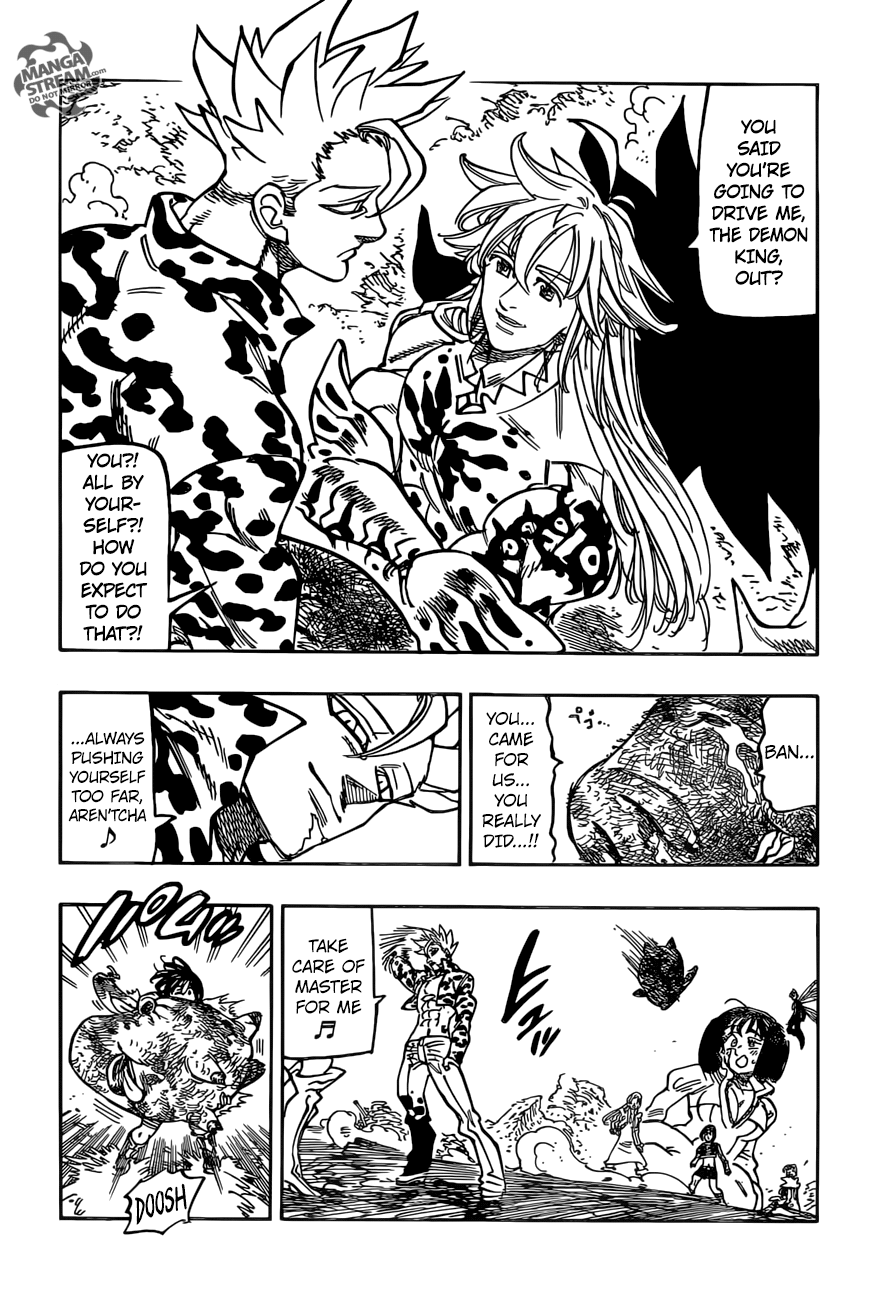 MANGA
STREAM.com
DO NOT MIRROR
YOU
SAID
YOU'RE
GOING TO
DRIVE ME,
THE DEMON
KING,
OUT?
YOU?!
ALL BY
YOUR-
SELF?!
HOW
DO YOU
EXPECT
TO DO
THAT?!
BAN...
YOU...
CAME
FOR
US...
YOU
REALLY
DID...!!
...ALWAYS
PUSHING
YOURSELF
TOO FAR,
AREN'TCHA
♪
TAKE
CARE OF
MASTER
FOR ME
♬
DOOSH